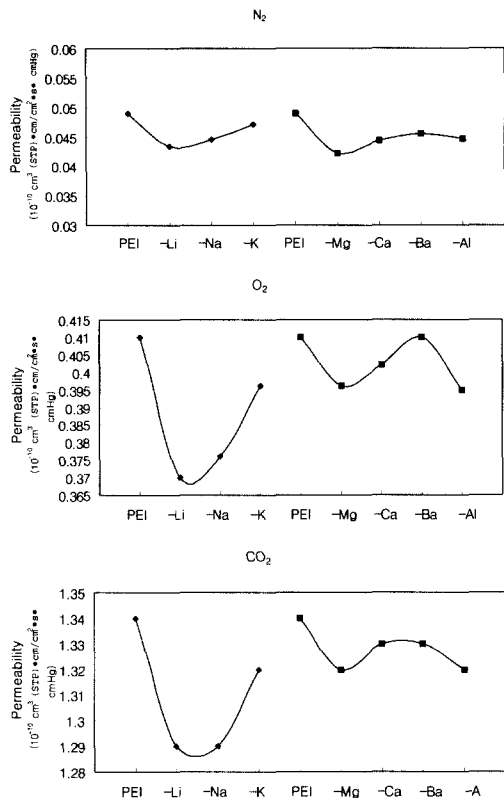 N₂
Permeability
(10⁻¹⁰ cm³ (STP)•cm/cm²•s• cmHg)
0.06
0.055
0.05
0.045
0.04
0.035
0.03
PEI -Li -Na -K PEI -Mg -Ca -Ba -Al
O₂
Permeability
(10⁻¹⁰ cm³ (STP)•cm/cm²•s•
cmHg)
0.415
0.41
0.405
0.4
0.395
0.39
0.385
0.38
0.375
0.37
0.365
PEI -Li -Na -K PEI -Mg -Ca -Ba -Al
CO₂
Permeability
(10⁻¹⁰ cm³ (STP)•cm/cm²•s•
cmHg)
1.35
1.34
1.33
1.32
1.31
1.3
1.29
1.28
PEI -Li -Na -K PEI -Mg -Ca -Ba -A